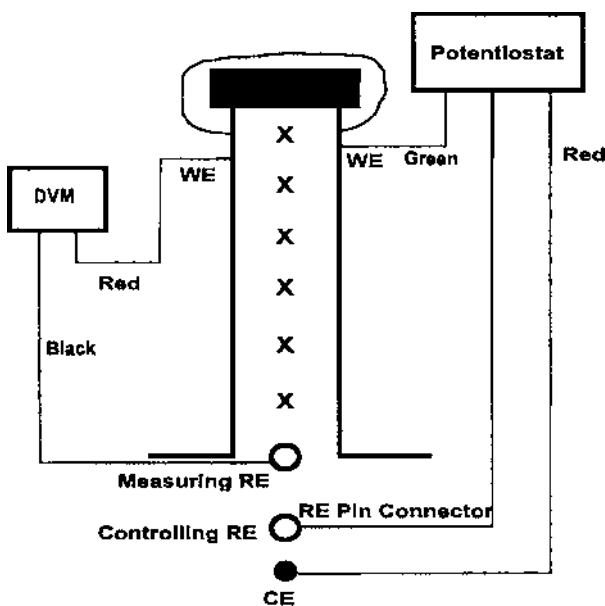 Potentiostat
X
WE
WE
Green
Red
DVM
X
X
Red
X
Black
X
X
Measuring RE
RE Pin Connector
Controlling RE
CE